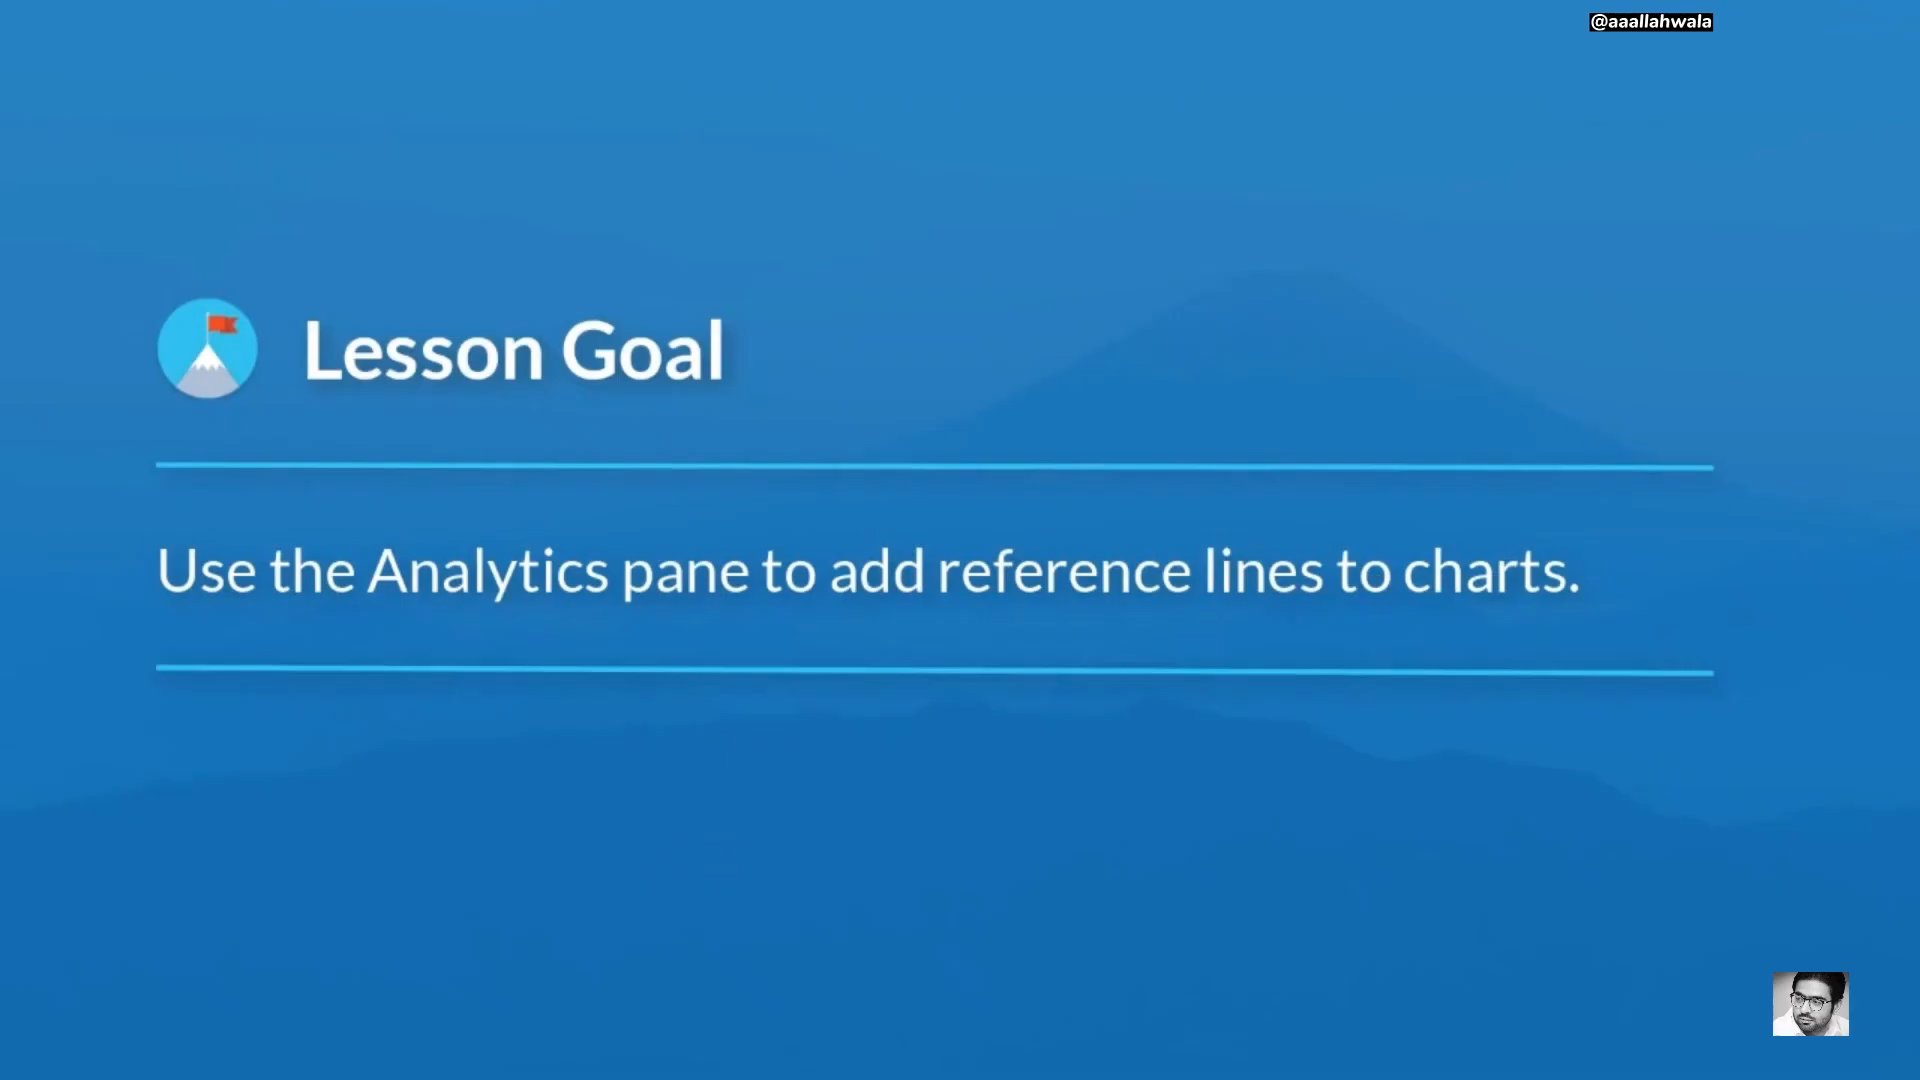 @aaallahwala
Lesson Goal
Use the Analytics pane to add reference lines to charts.